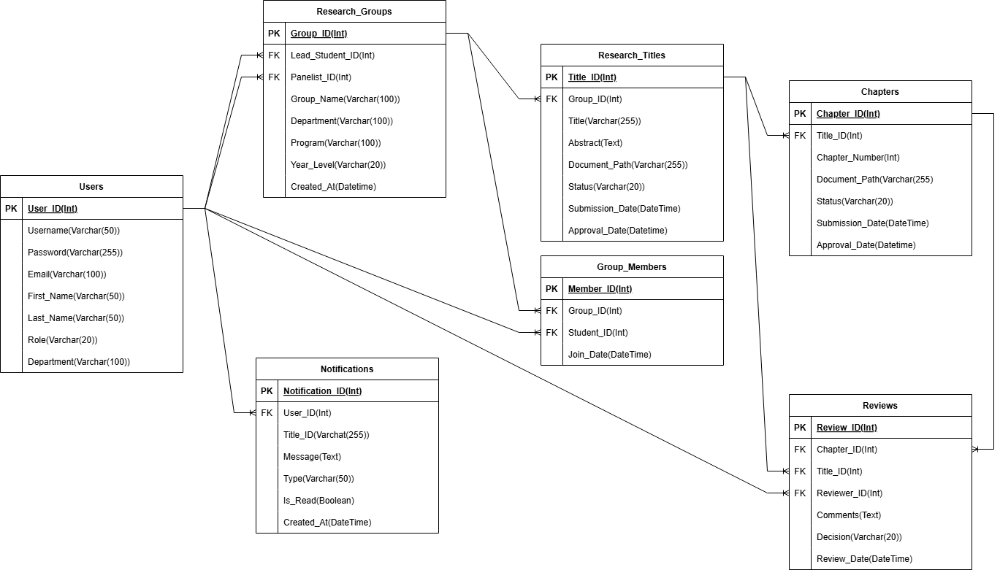 Research_Groups
PK Group_ID(Int)
FK Lead_Student_ID(Int)
FK Panelist_ID(Int)
Group_Name(Varchar(100))
Department(Varchar(100))
Program(Varchar(100))
Year_Level(Varchar(20))
Created_At(Datetime)
Research_Titles
PK Title_ID(Int)
FK Group_ID(Int)
Title(Varchar(255))
Abstract(Text)
Document_Path(Varchar(255))
Status(Varchar(20))
Submission_Date(DateTime)
Approval_Date(Datetime)
Chapters
PK Chapter_ID(Int)
FK Title_ID(Int)
Chapter_Number(Int)
Document_Path(Varchar(255)
Status(Varchar(20))
Submission_Date(DateTime)
Approval_Date(Datetime)
Users
PK User_ID(Int)
Username(Varchar(50))
Password(Varchar(255))
Email(Varchar(100))
First_Name(Varchar(50))
Last_Name(Varchar(50))
Role(Varchar(20))
Department(Varchar(100))
Group_Members
PK Member_ID(Int)
FK Group_ID(Int)
FK Student_ID(Int)
Join_Date(DateTime)
Notifications
PK Notification_ID(Int)
FK User_ID(Int)
Title_ID(Varchat(255))
Message(Text)
Type(Varchar(50))
Is_Read(Boolean)
Created_At(DateTime)
Reviews
PK Review_ID(Int)
FK Chapter_ID(Int)
FK Title_ID(Int)
FK Reviewer_ID(Int)
Comments(Text)
Decision(Varchar(20))
Review_Date(DateTime)